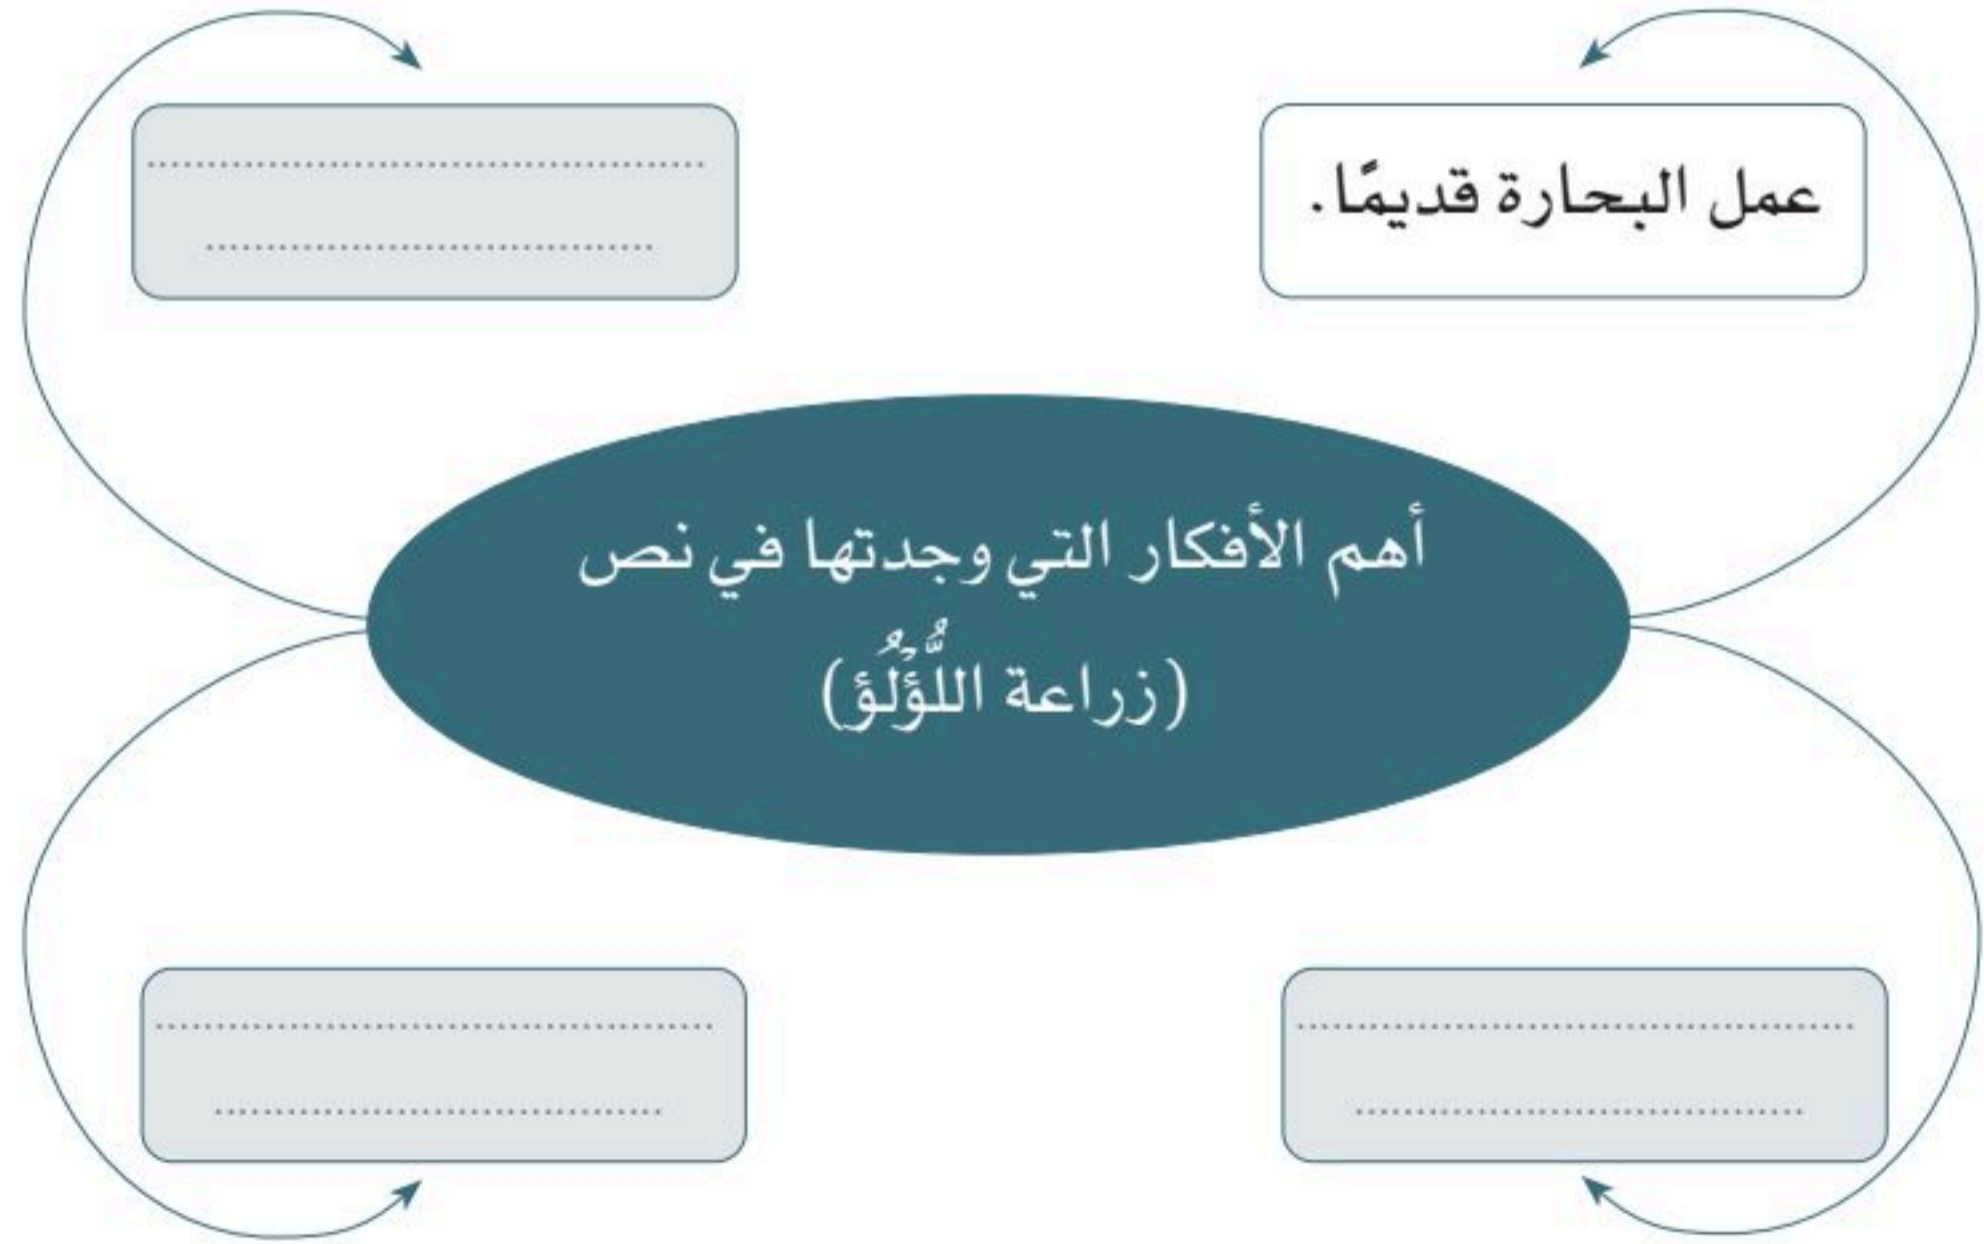 عمل البحارة قديمًا.
أهم الأفكار التي وجدتها في نص
(زراعة اللُّؤْلُؤ)